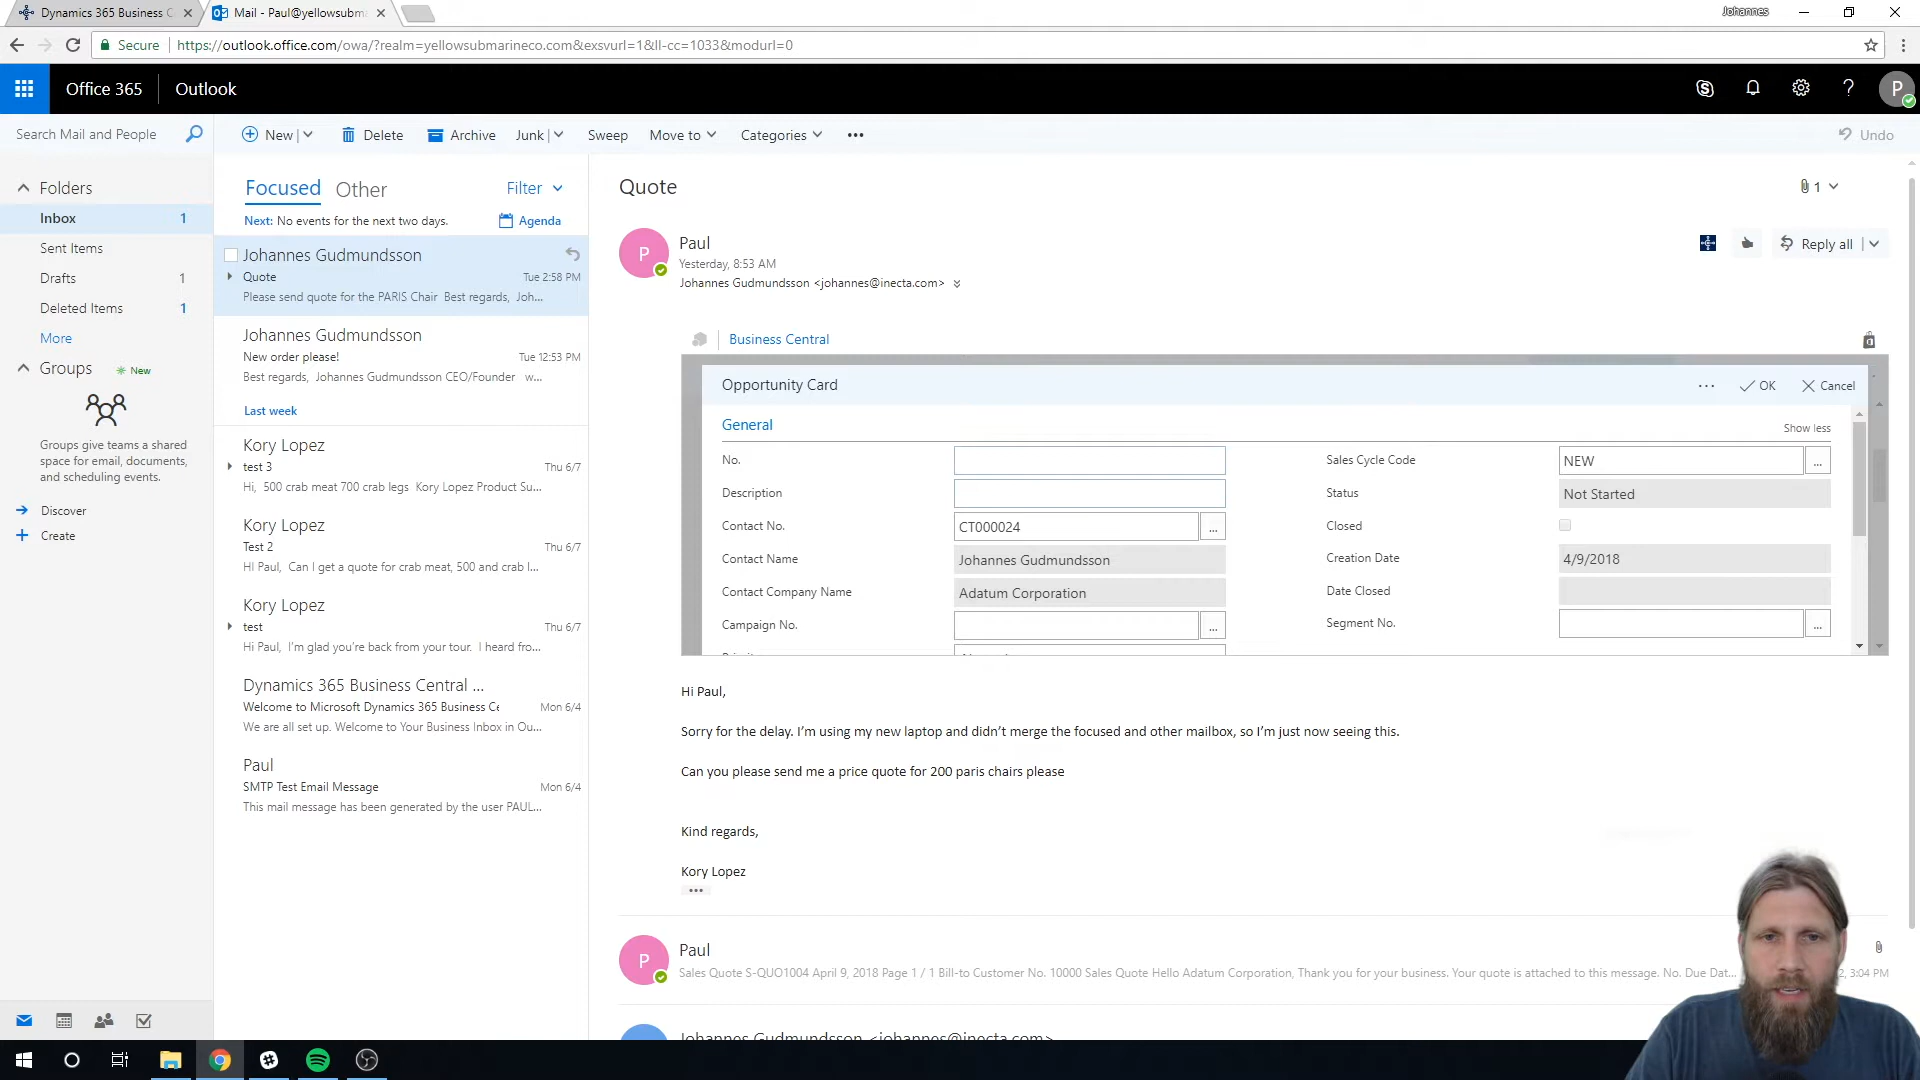 Dynamics 365 Business C
Mail - Paul@yellowsubma
Johannes
Secure
https://outlook.office.com/owa/?realm=yellowsubmarineco.com&exsvurl=1&ll-cc=1033&modurl=0
Office 365
Outlook
P
Search Mail and People
New
Delete
Archive
Junk
Sweep
Move to
Categories
Undo
Folders
Inbox 1
Sent Items
Drafts 1
Deleted Items 1
More
Groups New
Groups give teams a shared
space for email, documents,
and scheduling events.
Discover
Create
Focused Other
Filter
Next: No events for the next two days.
Agenda
Johannes Gudmundsson
Quote Tue 2:58 PM
Please send quote for the PARIS Chair Best regards, Joh...
Johannes Gudmundsson
New order please! Tue 12:53 PM
Best regards, Johannes Gudmundsson CEO/Founder w...
Last week
Kory Lopez
test 3 Thu 6/7
Hi, 500 crab meat 700 crab legs Kory Lopez Product Su...
Kory Lopez
Test 2 Thu 6/7
HI Paul, Can I get a quote for crab meat, 500 and crab l...
Kory Lopez
test Thu 6/7
Hi Paul, I'm glad you're back from your tour. I heard fro...
Dynamics 365 Business Central ...
Welcome to Microsoft Dynamics 365 Business Ce Mon 6/4
We are all set up. Welcome to Your Business Inbox in Ou...
Paul
SMTP Test Email Message Mon 6/4
This mail message has been generated by the user PAUL...
Quote
1
P
Paul
Yesterday, 8:53 AM
Johannes Gudmundsson <johannes@inecta.com>
Reply all
Business Central
Opportunity Card
... OK Cancel
General
Show less
No.
Sales Cycle Code NEW ...
Description
Status Not Started
Contact No. CT000024 ...
Closed
Contact Name Johannes Gudmundsson
Creation Date 4/9/2018
Contact Company Name Adatum Corporation
Date Closed
Campaign No. ...
Segment No. ...
Hi Paul,
Sorry for the delay. I'm using my new laptop and didn't merge the focused and other mailbox, so I'm just now seeing this.
Can you please send me a price quote for 200 paris chairs please
Kind regards,
Kory Lopez
...
P
Paul
Sales Quote S-QUO1004 April 9, 2018 Page 1 / 1 Bill-to Customer No. 10000 Sales Quote Hello Adatum Corporation, Thank you for your business. Your quote is attached to this message. No. Due Dat...
2, 3:04 PM
Johannes Gudmundsson <johannes@inecta.com>